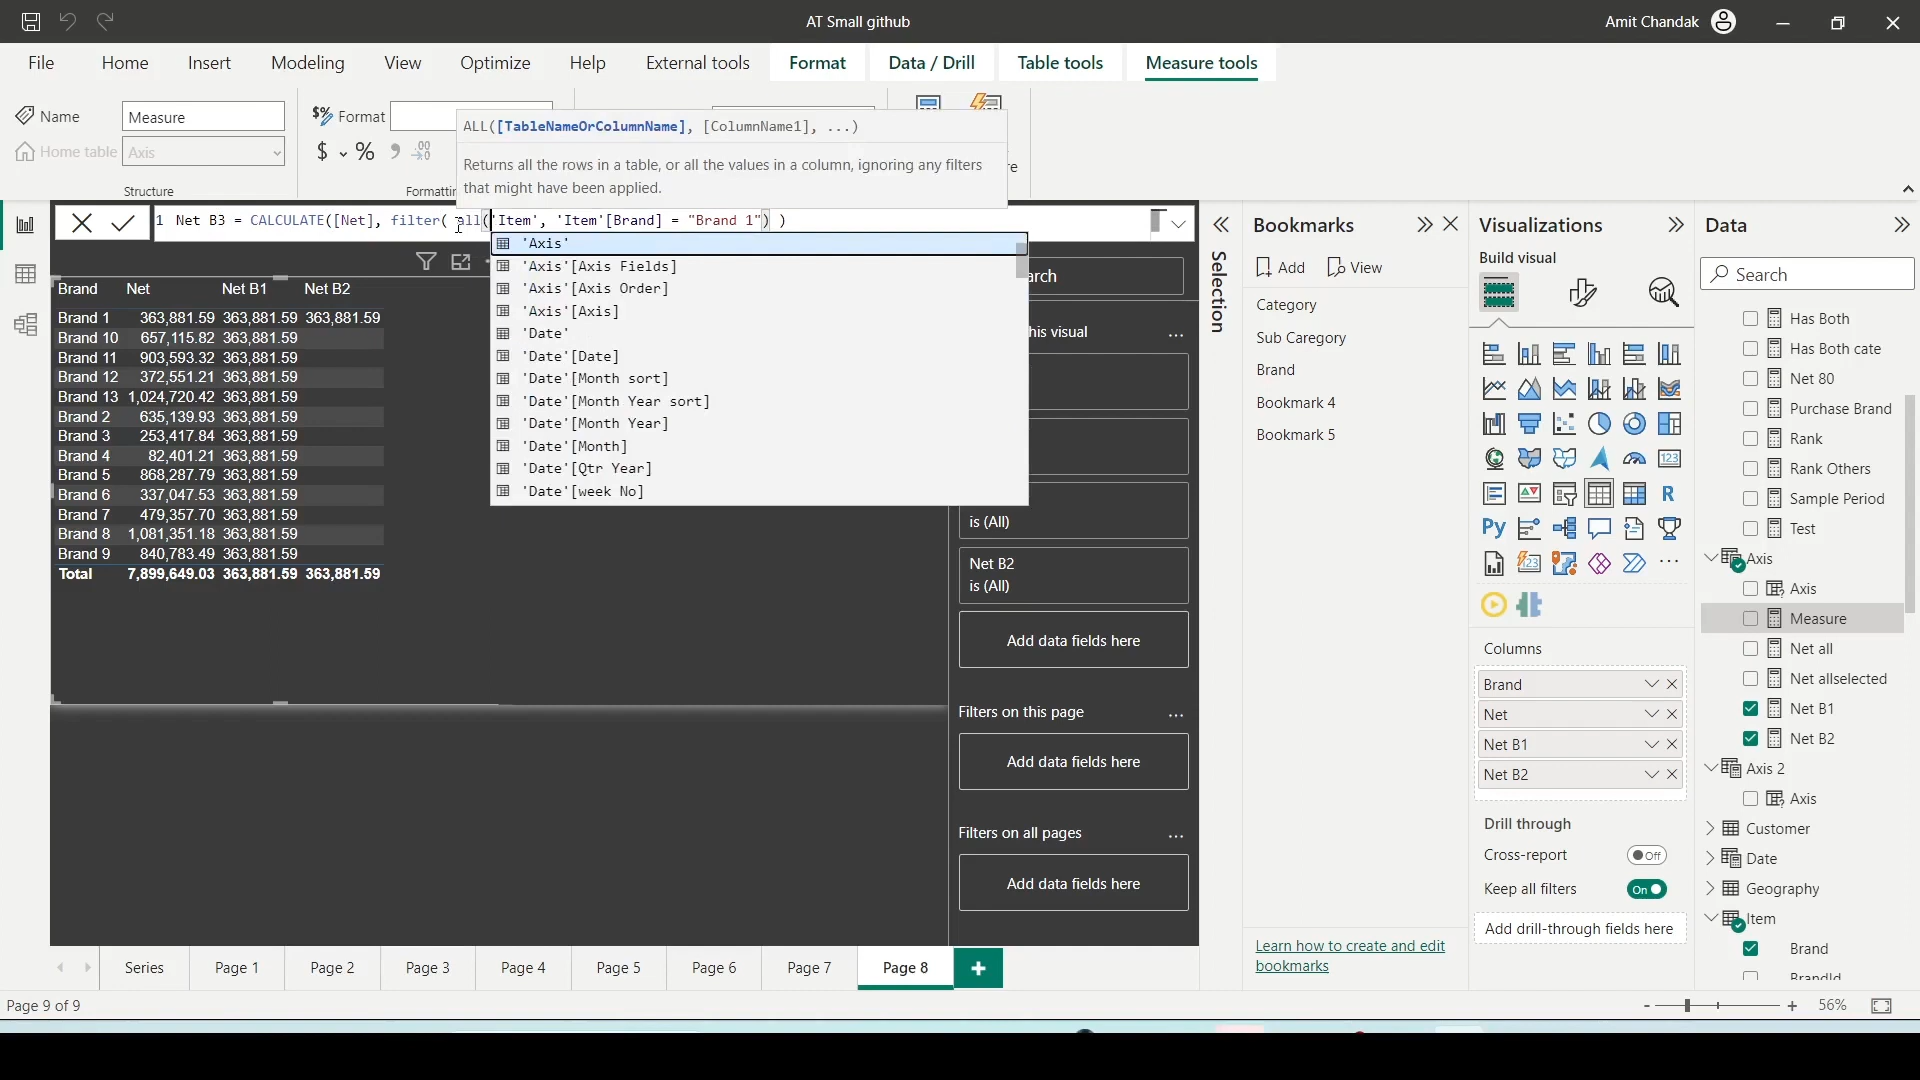 AT Small github
Amit Chandak
File Home Insert Modeling View Optimize Help External tools Format Data / Drill Table tools Measure tools
Name Measure
Home table Axis
Structure
Format
$ % 9 .00
Formatti
ALL([TableNameOrColumnName], [ColumnName1], ...)
Returns all the rows in a table, or all the values in a column, ignoring any filters
that might have been applied.
1 Net B3 = CALCULATE([Net], filter( all('Item', 'Item'[Brand] = "Brand 1") )
'Axis'
'Axis'[Axis Fields]
'Axis'[Axis Order]
'Axis'[Axis]
'Date'
'Date'[Date]
'Date'[Month sort]
'Date'[Month Year sort]
'Date'[Month Year]
'Date'[Month]
'Date'[Qtr Year]
'Date'[week No]
Brand Net Net B1 Net B2
Brand 1 363,881.59 363,881.59 363,881.59
Brand 10 657,115.82 363,881.59
Brand 11 903,593.32 363,881.59
Brand 12 372,551.21 363,881.59
Brand 13 1,024,720.42 363,881.59
Brand 2 635,139.93 363,881.59
Brand 3 253,417.84 363,881.59
Brand 4 82,401.21 363,881.59
Brand 5 868,287.79 363,881.59
Brand 6 337,047.53 363,881.59
Brand 7 479,357.70 363,881.59
Brand 8 1,081,351.18 363,881.59
Brand 9 840,783.49 363,881.59
Total 7,899,649.03 363,881.59 363,881.59
arch
his visual ...
is (All)
Net B2
is (All)
Add data fields here
Filters on this page ...
Add data fields here
Filters on all pages ...
Add data fields here
Selection
Bookmarks
Add View
Category
Sub Category
Brand
Bookmark 4
Bookmark 5
Learn how to create and edit
bookmarks
Visualizations
Build visual
123
R
Py
123
...
Columns
Brand
Net
Net B1
Net B2
Drill through
Cross-report Off
Keep all filters On
Add drill-through fields here
Data
Search
Has Both
Has Both cate
Net 80
Purchase Brand
Rank
Rank Others
Sample Period
Test
Axis
Axis
Measure
Net all
Net allselected
Net B1
Net B2
Axis 2
Axis
Customer
Date
Geography
Item
Brand
BrandId
Series Page 1 Page 2 Page 3 Page 4 Page 5 Page 6 Page 7 Page 8 +
Page 9 of 9
- + 56%